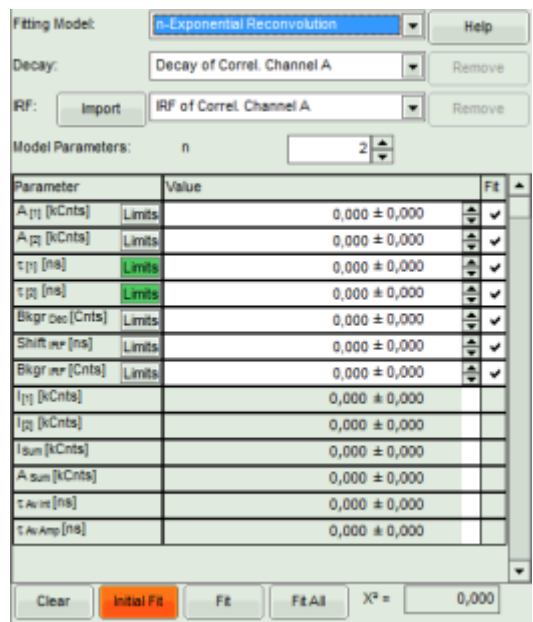 Fitting Model: n-Exponential Reconvolution Help
Decay: Decay of Correl. Channel A Remove
IRF: Import IRF of Correl. Channel A Remove
Model Parameters: n 2
Parameter Value Fit
A [1] [kCnts] Limits 0,000 ± 0,000
A [2] [kCnts] Limits 0,000 ± 0,000
τ [1] [ns] Limits 0,000 ± 0,000
τ [2] [ns] Limits 0,000 ± 0,000
Bkgr Dec [Cnts] Limits 0,000 ± 0,000
Shift IRF [ns] Limits 0,000 ± 0,000
Bkgr IRF [Cnts] Limits 0,000 ± 0,000
I[1] [kCnts] 0,000 ± 0,000
I[2] [kCnts] 0,000 ± 0,000
I Sum [kCnts] 0,000 ± 0,000
A Sum [kCnts] 0,000 ± 0,000
τ Av Int [ns] 0,000 ± 0,000
τ Av Amp [ns] 0,000 ± 0,000
Clear Initial Fit Fit Fit All X² = 0,000